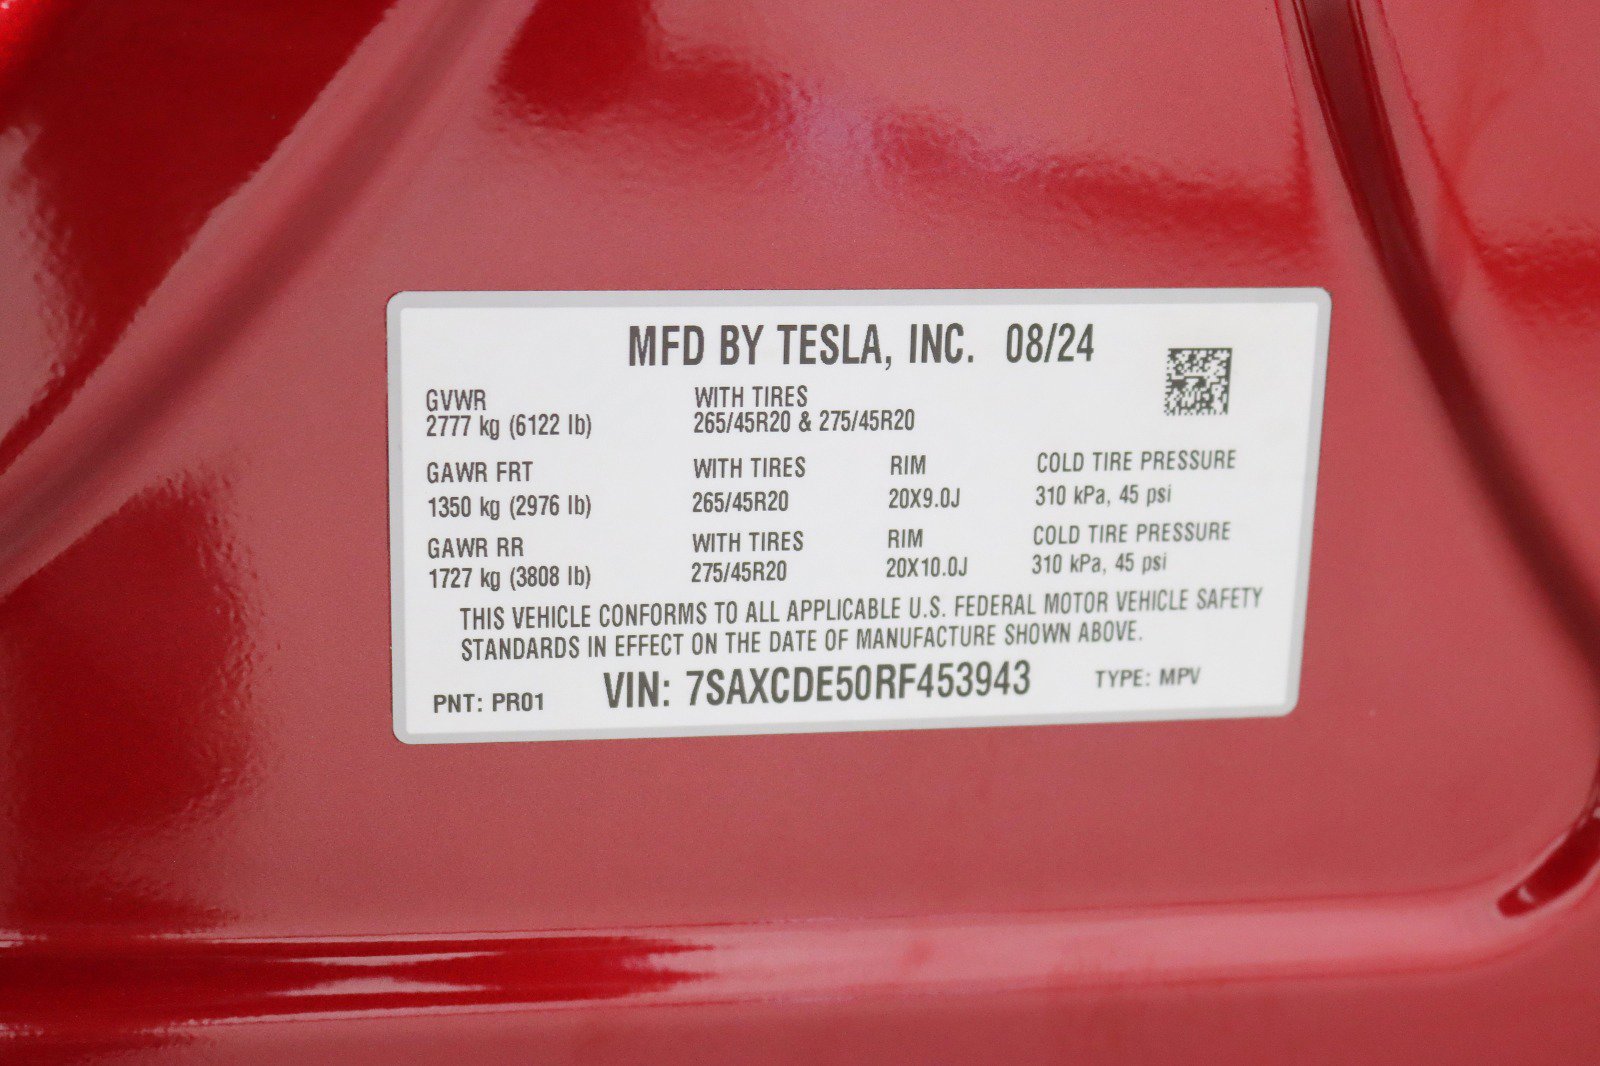 MFD BY TESLA, INC. 08/24
GVWR WITH TIRES
2777 kg (6122 lb) 265/45R20 & 275/45R20
GAWR FRT WITH TIRES RIM COLD TIRE PRESSURE
1350 kg (2976 lb) 265/45R20 20X9.0J 310 kPa, 45 psi
GAWR RR WITH TIRES RIM COLD TIRE PRESSURE
1727 kg (3808 lb) 275/45R20 20X10.0J 310 kPa, 45 psi
THIS VEHICLE CONFORMS TO ALL APPLICABLE U.S. FEDERAL MOTOR VEHICLE SAFETY
STANDARDS IN EFFECT ON THE DATE OF MANUFACTURE SHOWN ABOVE.
PNT: PR01 VIN: 7SAXCDE50RF453943 TYPE: MPV